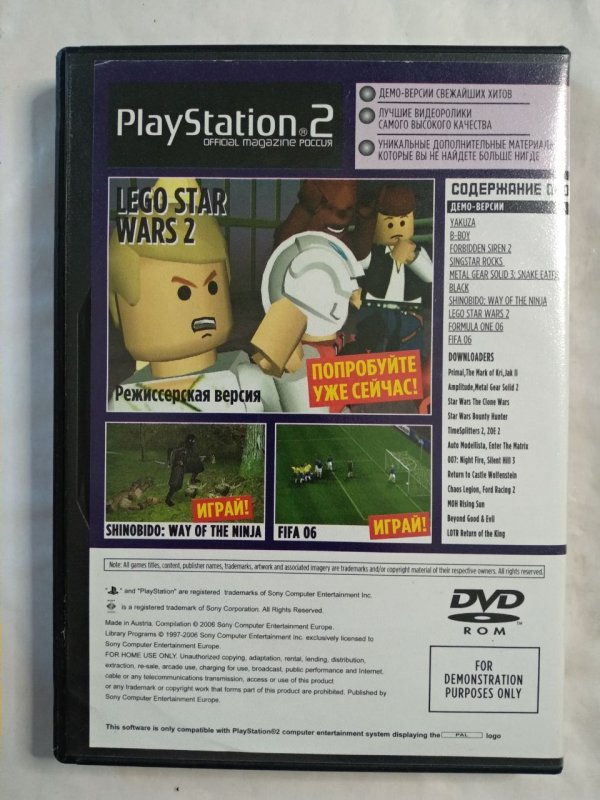 PlayStation®2
OFFICIAL magazine РОССИЯ
ДЕМО-ВЕРСИИ СВЕЖАЙШИХ ХИТОВ
ЛУЧШИЕ ВИДЕОРОЛИКИ
САМОГО ВЫСОКОГО КАЧЕСТВА
УНИКАЛЬНЫЕ ДОПОЛНИТЕЛЬНЫЕ
КОТОРЫЕ ВЫ НЕ НАЙДЕТЕ БОЛЬШЕ НИГДЕ
LEGO STAR
WARS 2
Режиссерская версия
ПОПРОБУЙТЕ
УЖЕ СЕЙЧАС!
ИГРАЙ!
SHINOBIDO: WAY OF THE NINJA
ИГРАЙ!
FIFA 06
СОДЕРЖАНИЕ
ДЕМО-ВЕРСИИ
YAKUZA
B-BOY
FORBIDDEN SIREN 2
SINGSTAR ROCKS
METAL GEAR SOLID 3: SNAKE
BLACK
SHINOBIDO: WAY OF THE NINJA
LEGO STAR WARS 2
FORMULA ONE 06
FIFA 06
DOWNLOADERS
Primal,The Mark of Kri,Jak II
Amplitude,Metal Gear Solid 2
Star Wars The Clone Wars
Star Wars Bounty Hunter
TimeSplitters 2, ZOE 2
Auto Modellista, Enter The Matrix
007: Night Fire, Silent Hill 3
Return to Castle Wolfenstein
Chaos Legion, Ford Racing 2
MOH Rising Sun
Beyond Good & Evil
LOTR Return of the King
Note: All games titles, content, publisher names, trademarks, artwork and associated imagery are trademarks and/or copyright material of their respective owners. All rights reserved.
" and "PlayStation" are registered trademarks of Sony Computer Entertainment Inc.
is a registered trademark of Sony Corporation. All Rights Reserved.
Made in Austria. Compilation © 2006 Sony Computer Entertainment Europe.
Library Programs © 1997-2006 Sony Computer Entertainment Inc. exclusively licensed to
Sony Computer Entertainment Europe.
FOR HOME USE ONLY. Unauthorized copying, adaptation, rental, lending, distribution,
extraction, re-sale, arcade use, charging for use, broadcast, public performance and Internet,
cable or any telecommunications transmission, access or use of this product
or any trademark or copyright work that forms part of this product are prohibited. Published by
Sony Computer Entertainment Europe.
DVD
ROM
FOR
DEMONSTRATION
PURPOSES ONLY
This software is only compatible with PlayStation®2 computer entertainment system displaying the PAL logo